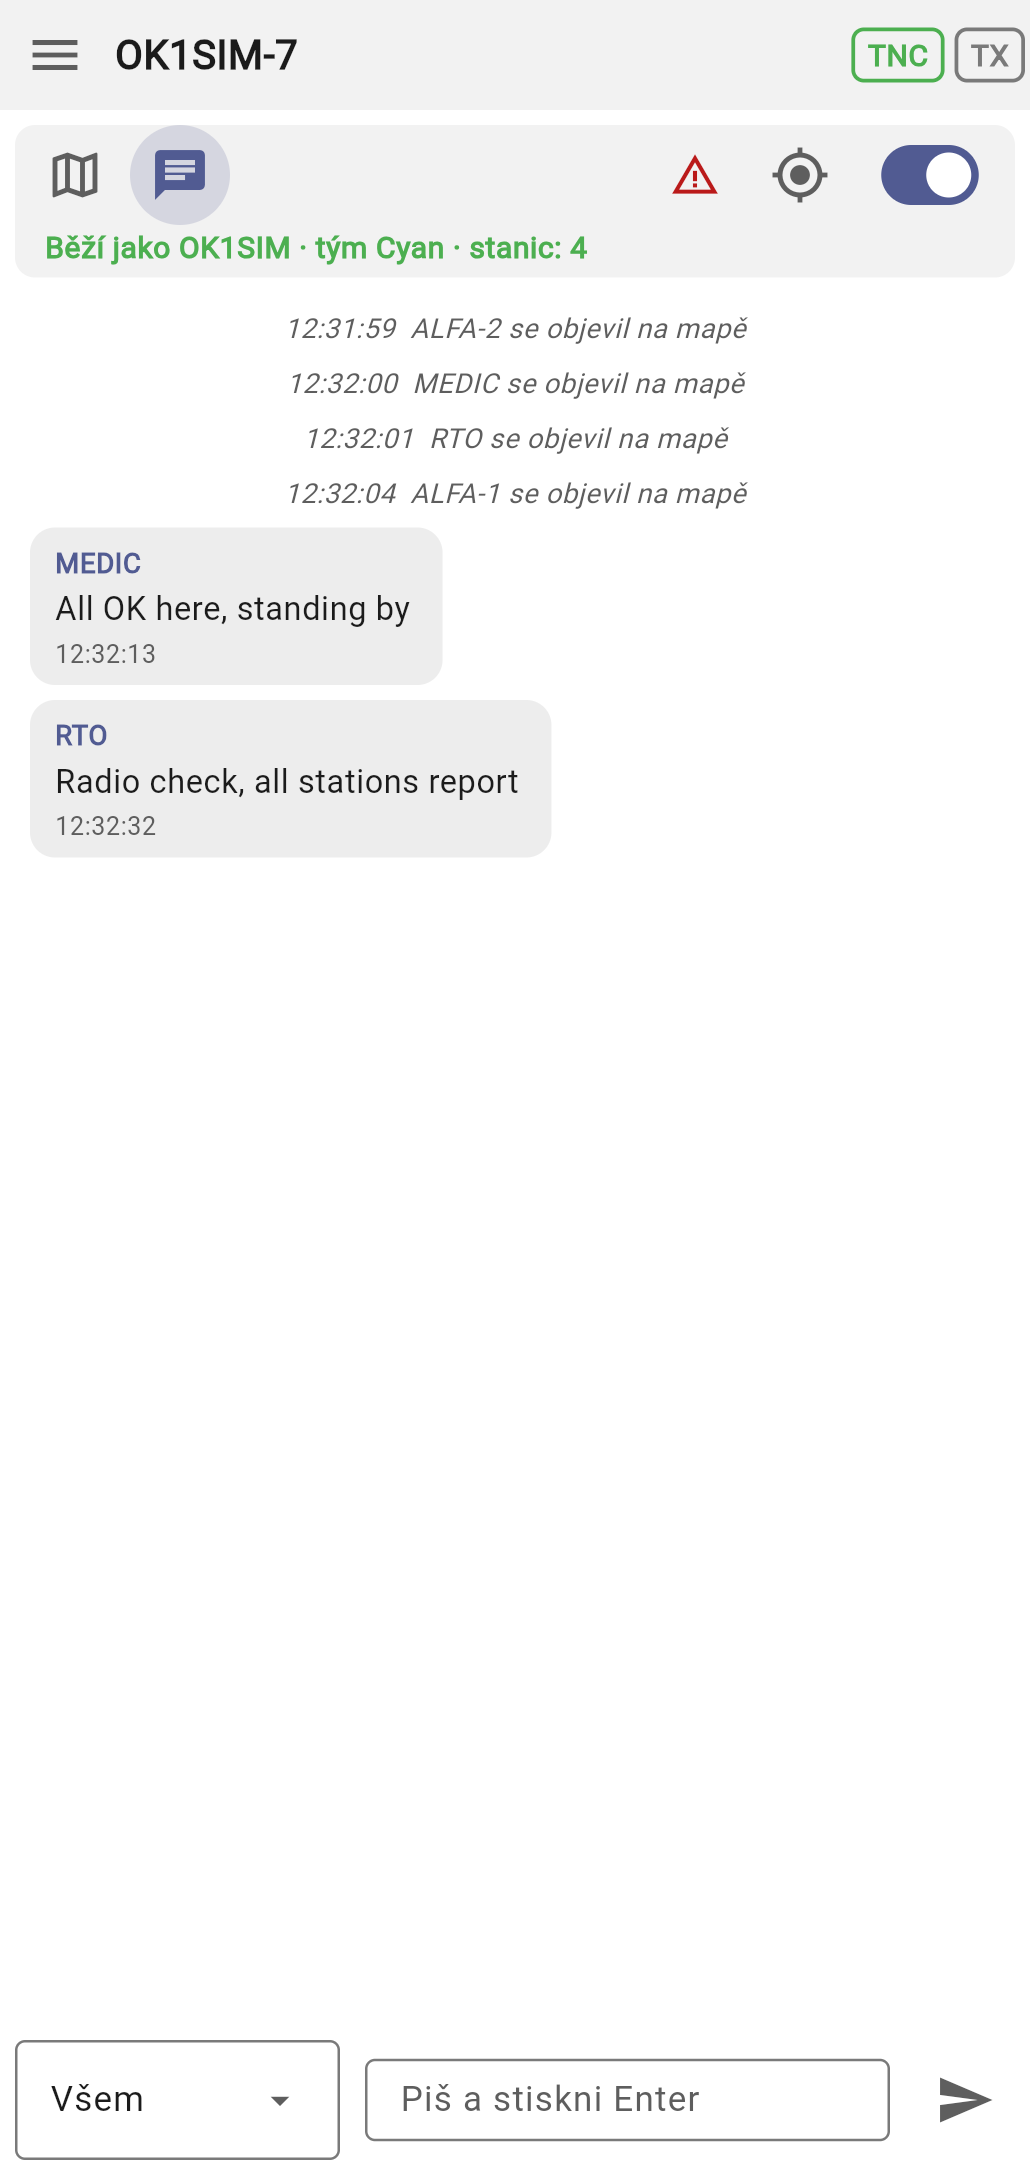 OK1SIM-7
TNC
TX
Běží jako OK1SIM · tým Cyan · stanic: 4
12:31:59 ALFA-2 se objevil na mapě
12:32:00 MEDIC se objevil na mapě
12:32:01 RTO se objevil na mapě
12:32:04 ALFA-1 se objevil na mapě
MEDIC
All OK here, standing by
12:32:13
RTO
Radio check, all stations report
12:32:32
Všem
Piš a stiskni Enter